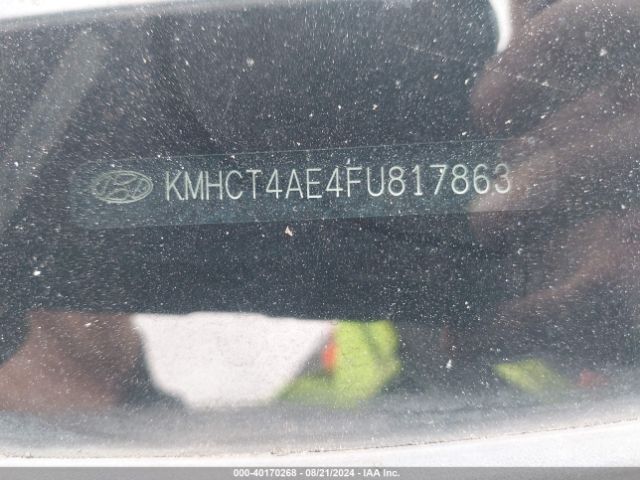 KMHCT4AE4FU817863
000-40170268 - 08/21/2024 - IAA Inc.